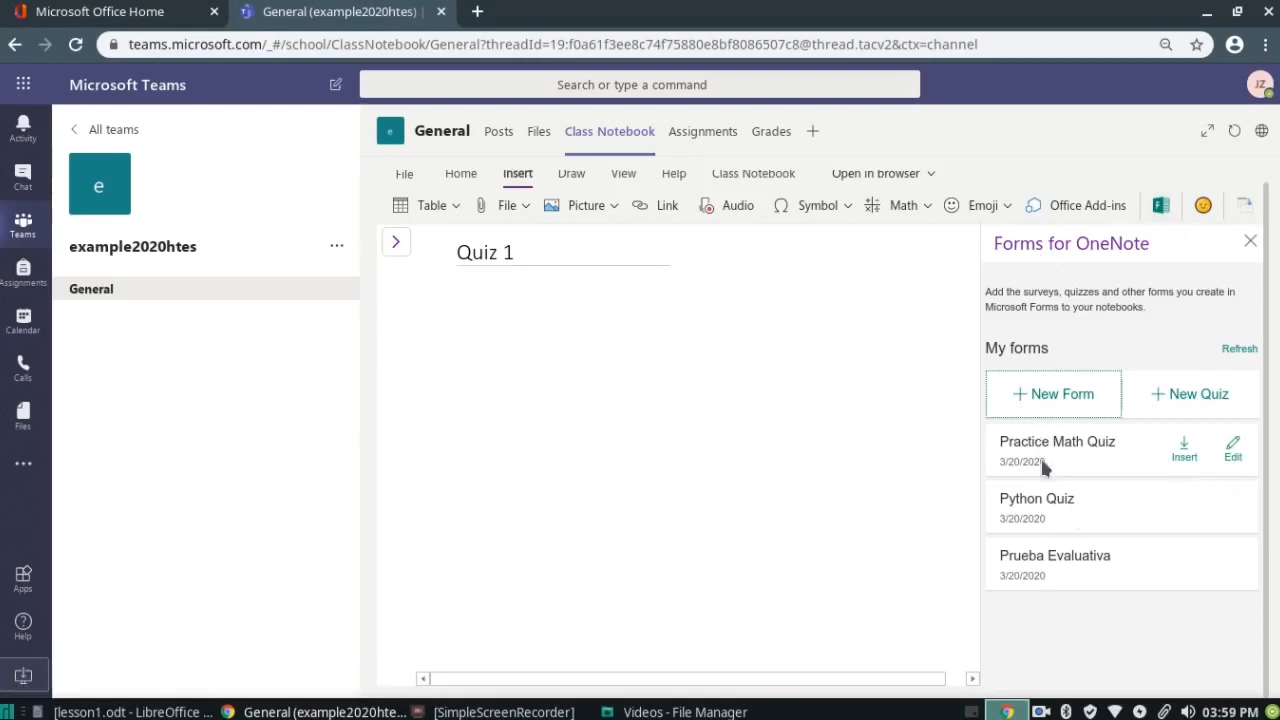 Microsoft Office Home
General (example2020htes) |
teams.microsoft.com/_#/school/ClassNotebook/General?threadId=19:f0a61f3ee8c74f75880e8bf8086507c8@thread.tacv2&ctx=channel
Microsoft Teams
Search or type a command
JZ
Activity
Chat
Teams
Assignments
Calendar
Calls
Files
Apps
Help
All teams
e
example2020htes
General
e
General
Posts
Files
Class Notebook
Assignments
Grades
File
Home
Insert
Draw
View
Help
Class Notebook
Open in browser
Table
File
Picture
Link
Audio
Symbol
Math
Emoji
Office Add-ins
Quiz 1
Forms for OneNote
Add the surveys, quizzes and other forms you create in
Microsoft Forms to your notebooks.
My forms
Refresh
New Form
New Quiz
Practice Math Quiz
3/20/2020
Insert
Edit
Python Quiz
3/20/2020
Prueba Evaluativa
3/20/2020
[lesson1.odt - LibreOffice ...
General (example2020hte...
[SimpleScreenRecorder]
Videos - File Manager
03:59 PM